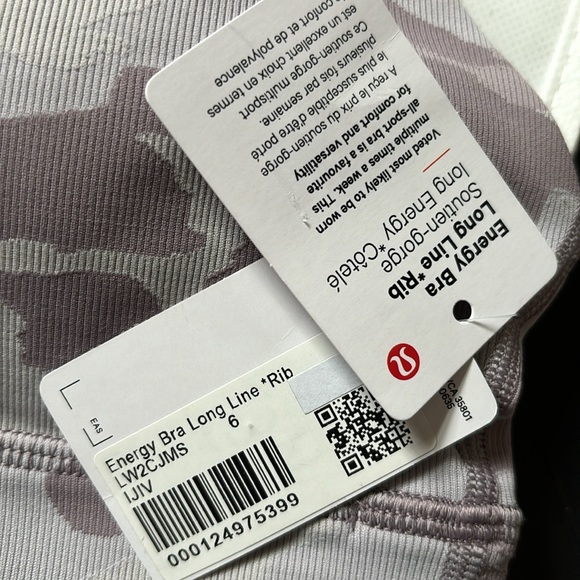 Energy Bra
Long Line *Rib
Soutien-gorge
long Energy *Côtelé
Voted most likely to be worn
multiple times a week. This
all-sport bra is a favourite
for comfort and versatility
A reçu le prix du soutien-gorge
le plus susceptible d'être porté
plusieurs fois par semaine.
Ce soutien-gorge multisport
est un excellent choix en termes
de confort et de polyvalence
EAS
Energy Bra Long Line *Rib
LW2CJMS 6
IJIV
000124975399